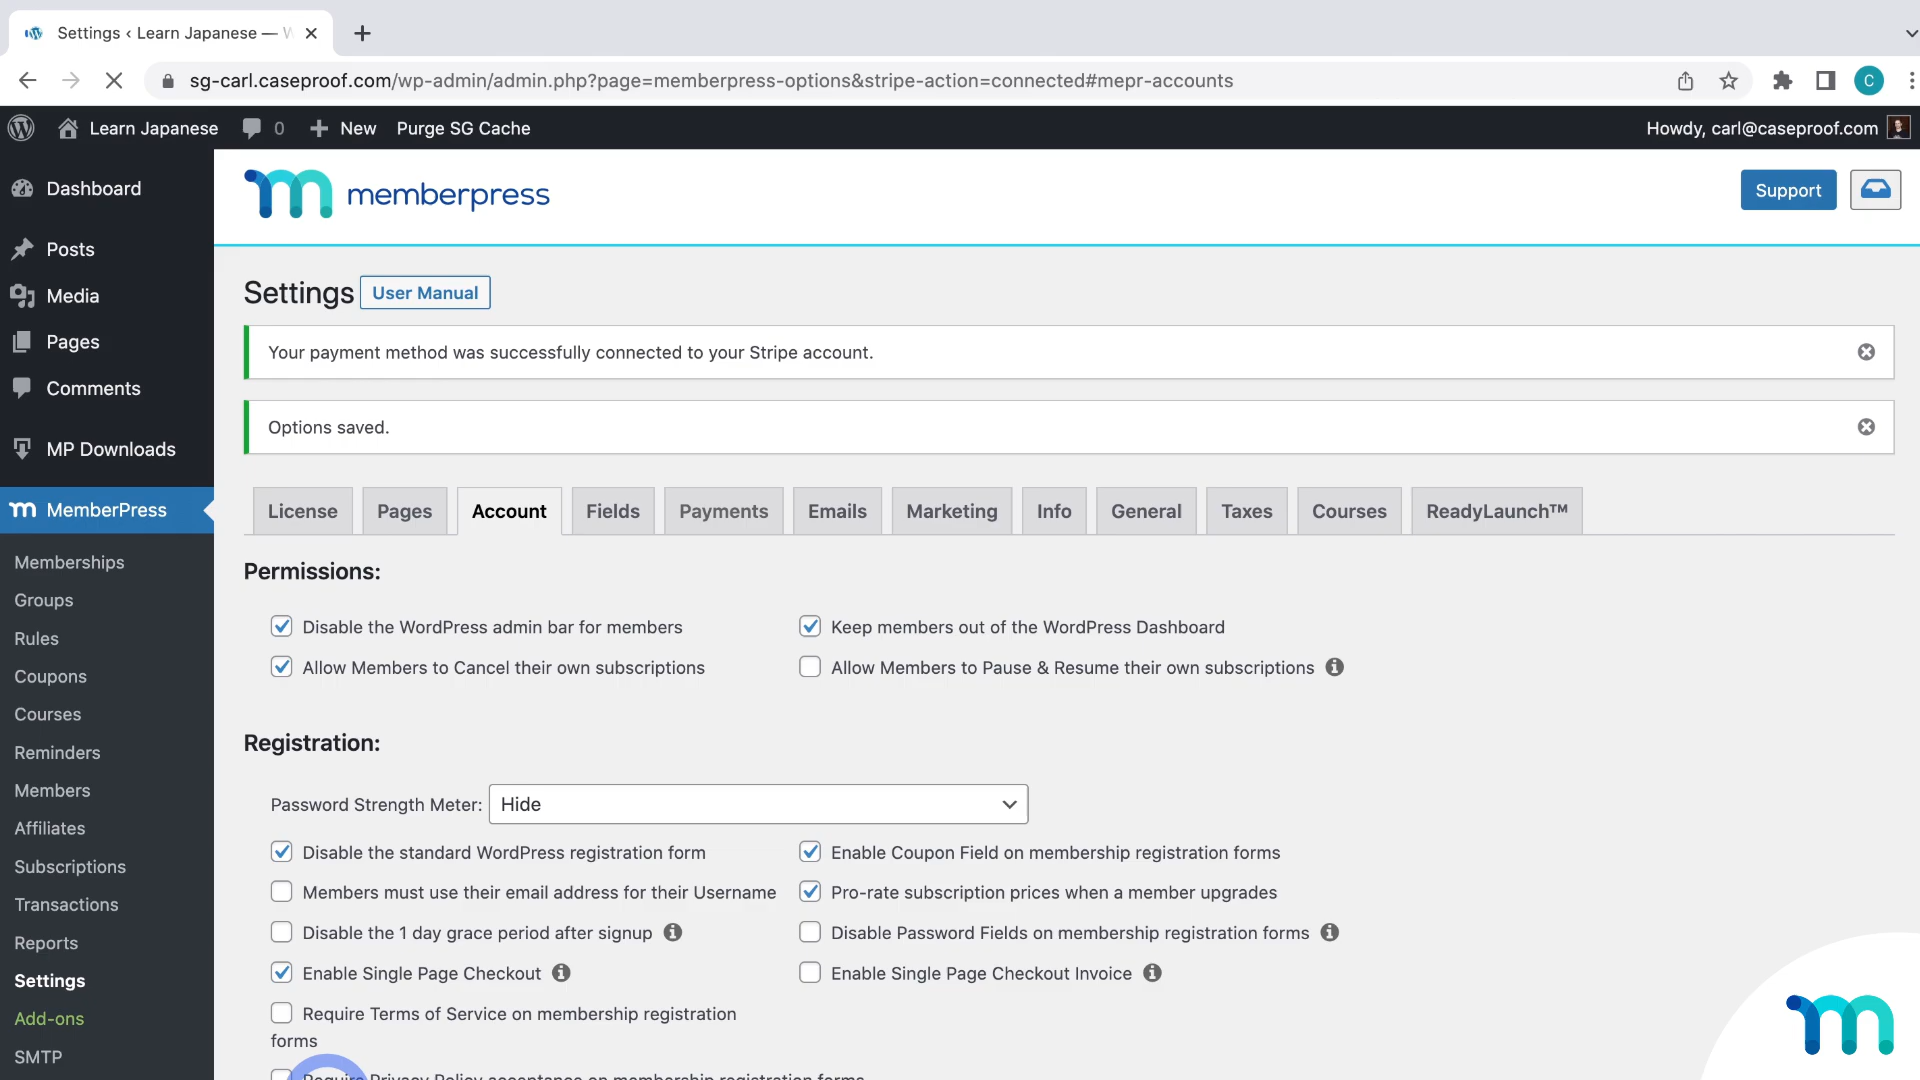 Settings ‹ Learn Japanese — W
sg-carl.caseproof.com/wp-admin/admin.php?page=memberpress-options&stripe-action=connected#mepr-accounts
C
Learn Japanese
0
New
Purge SG Cache
Howdy, carl@caseproof.com
Dashboard
Posts
Media
Pages
Comments
MP Downloads
MemberPress
Memberships
Groups
Rules
Coupons
Courses
Reminders
Members
Affiliates
Subscriptions
Transactions
Reports
Settings
Add-ons
SMTP
memberpress
Support
Settings
User Manual
Your payment method was successfully connected to your Stripe account.
Options saved.
License
Pages
Account
Fields
Payments
Emails
Marketing
Info
General
Taxes
Courses
ReadyLaunch™
Permissions:
Disable the WordPress admin bar for members
Keep members out of the WordPress Dashboard
Allow Members to Cancel their own subscriptions
Allow Members to Pause & Resume their own subscriptions
Registration:
Password Strength Meter:
Hide
Disable the standard WordPress registration form
Enable Coupon Field on membership registration forms
Members must use their email address for their Username
Pro-rate subscription prices when a member upgrades
Disable the 1 day grace period after signup
Disable Password Fields on membership registration forms
Enable Single Page Checkout
Enable Single Page Checkout Invoice
Require Terms of Service on membership registration
forms
Require Privacy Policy acceptance on membership registration forms